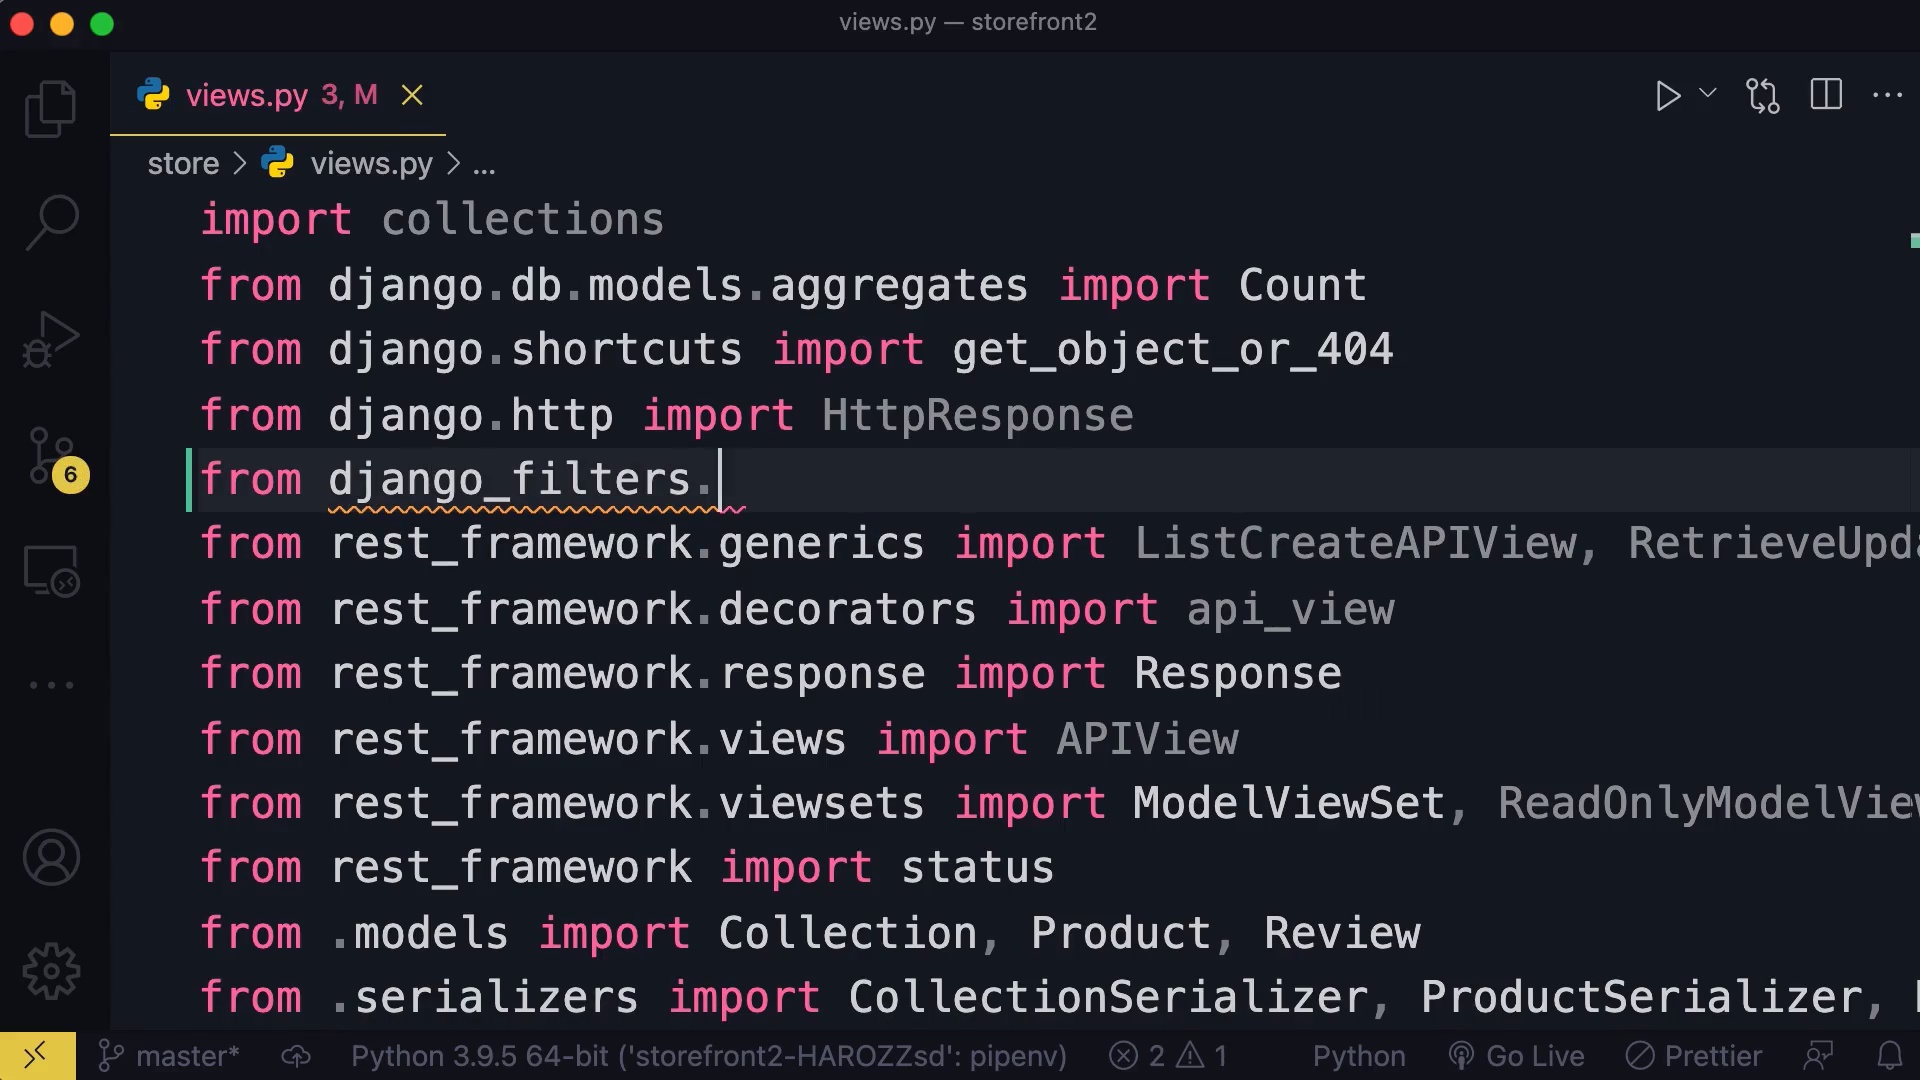 views.py — storefront2
views.py 3, M
store > views.py > ...
import collections
from django.db.models.aggregates import Count
from django.shortcuts import get_object_or_404
from django.http import HttpResponse
from django_filters.
6
from rest_framework.generics import ListCreateAPIView,
from rest_framework.decorators import api_view
from rest_framework.response import Response
from rest_framework.views import APIView
from rest_framework.viewsets import ModelViewSet,
from rest_framework import status
from .models import Collection, Product, Review
from .serializers import CollectionSerializer, ProductSerializer,
master* Python 3.9.5 64-bit ('storefront2-HAROZZsd': pipenv) 2 1 Python Go Live Prettier